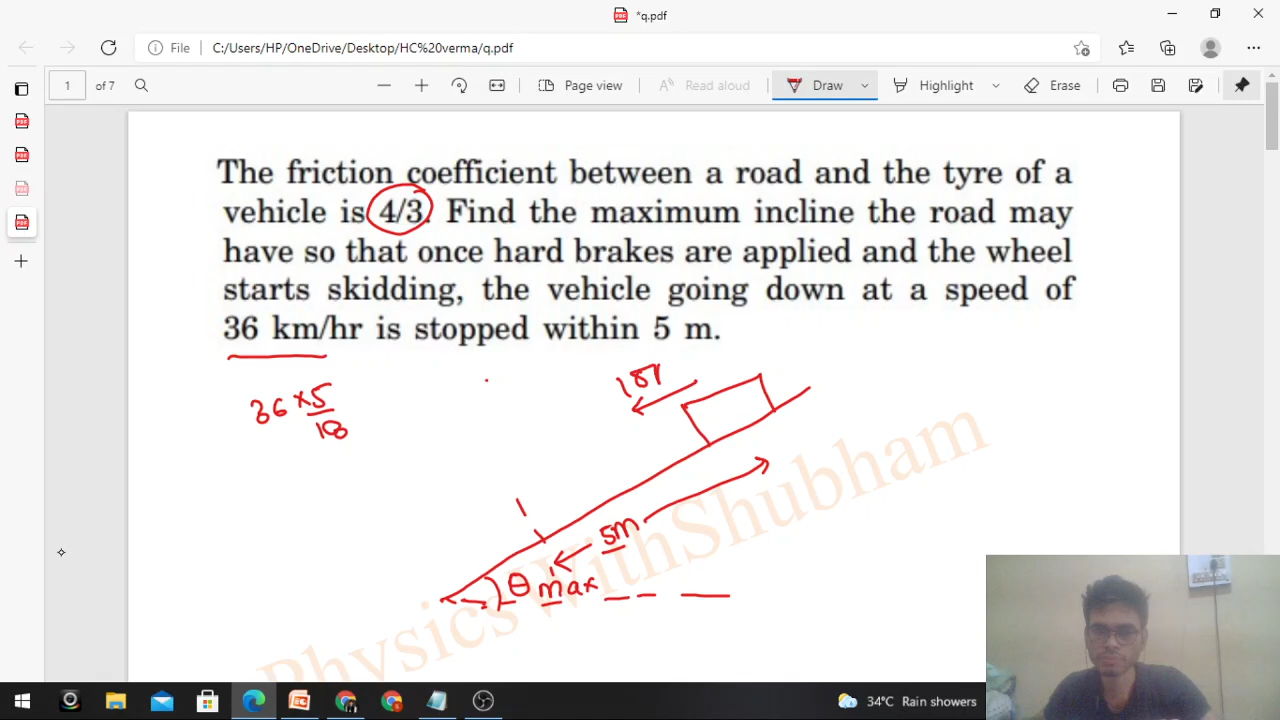 *q.pdf
File C:/Users/HP/OneDrive/Desktop/HC%20verma/q.pdf
1 of 7 Page view Read aloud Draw Highlight Erase
The friction coefficient between a road and the tyre of a
vehicle is 4/3. Find the maximum incline the road may
have so that once hard brakes are applied and the wheel
starts skidding, the vehicle going down at a speed of
36 km/hr is stopped within 5 m.
36 × 5
18
5m
θ max
PhysicsWithShubham
34°C Rain showers